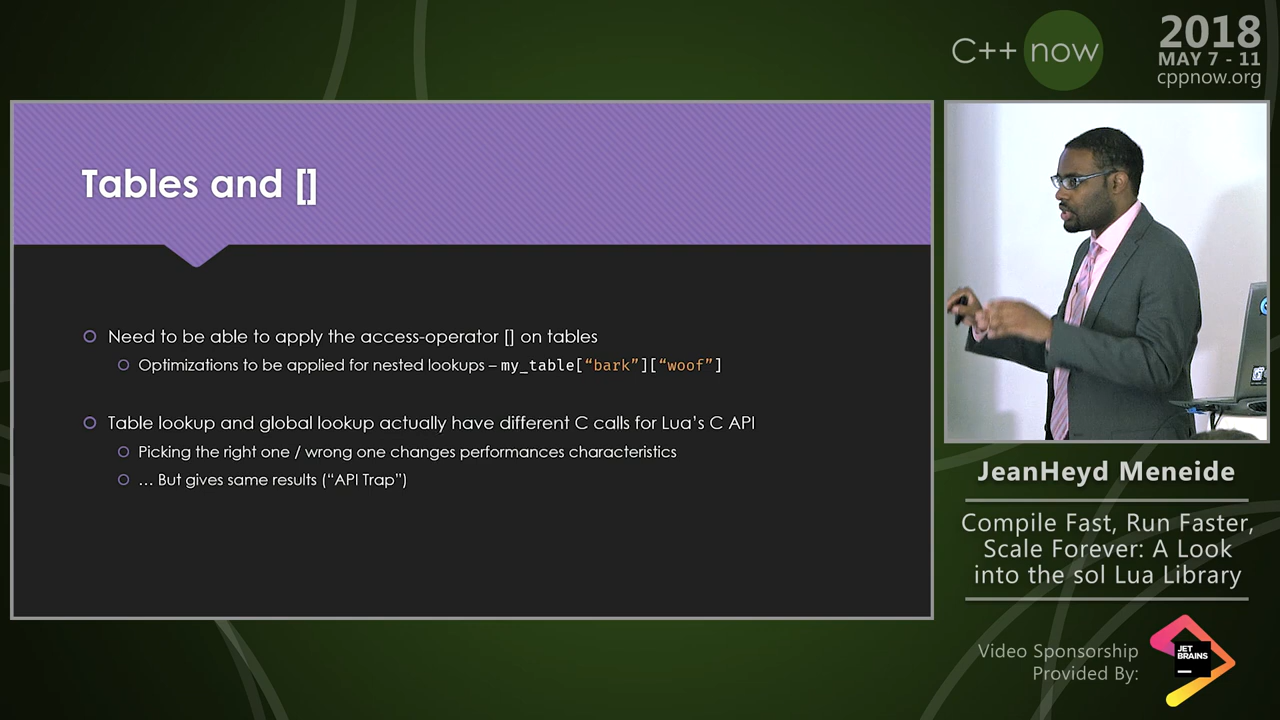 C++ now
2018
MAY 7 - 11
cppnow.org
Tables and []
Need to be able to apply the access-operator [] on tables
Optimizations to be applied for nested lookups – my_table[“bark”][“woof”]
Table lookup and global lookup actually have different C calls for Lua’s C API
Picking the right one / wrong one changes performances characteristics
… But gives same results (“API Trap”)
JeanHeyd Meneide
Compile Fast, Run Faster,
Scale Forever: A Look
into the sol Lua Library
Video Sponsorship
Provided By:
JET
BRAINS